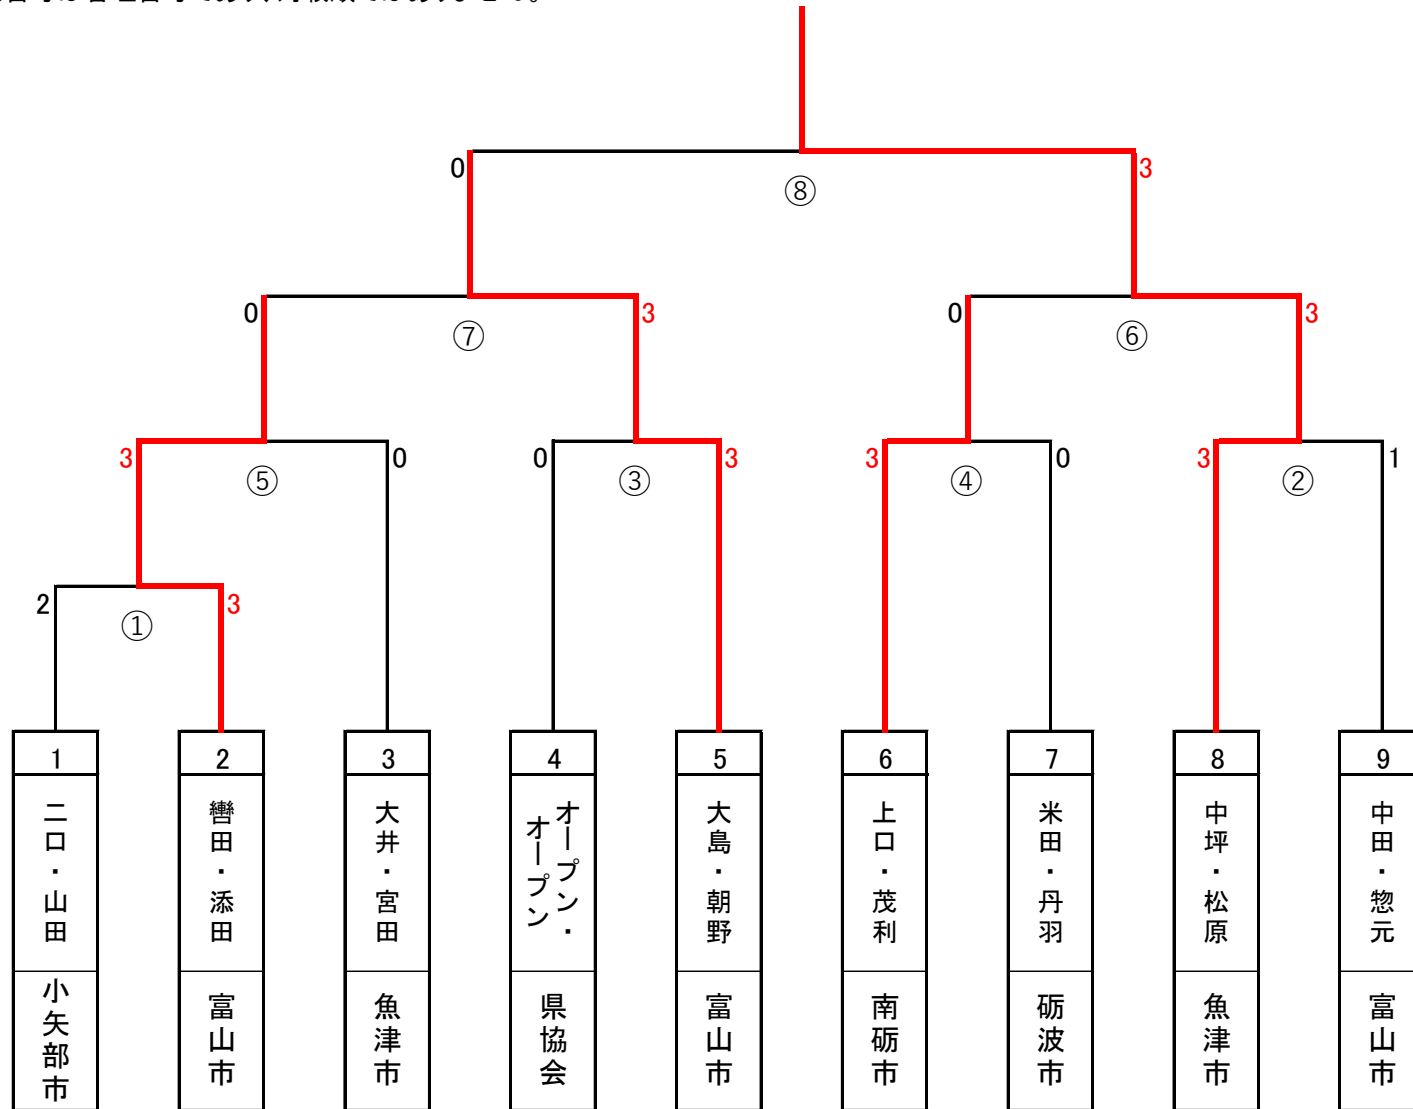 0
3
⑧
0
3
0
3
⑦
⑥
3
0
0
3
3
0
3
1
⑤
③
④
②
2
3
①
1
2
3
4
5
6
7
8
9
二口・山田
轡田・添田
大井・宮田
オープン・
オープン
大島・朝野
上口・茂利
米田・丹羽
中坪・松原
中田・惣元
小矢部市
富山市
魚津市
県協会
富山市
南砺市
砺波市
魚津市
富山市